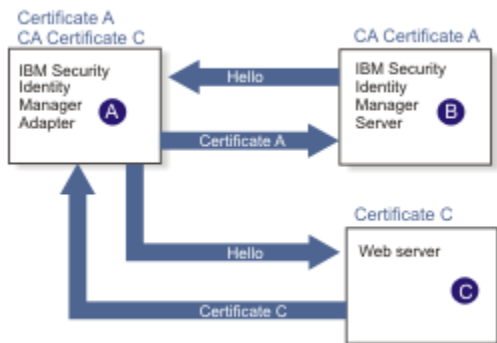 Certificate A
CA Certificate C
IBM Security
Identity
Manager
Adapter
A
Hello
Certificate A
CA Certificate A
IBM Security
Identity
Manager
Server
B
Hello
Certificate C
Certificate C
Web server
C